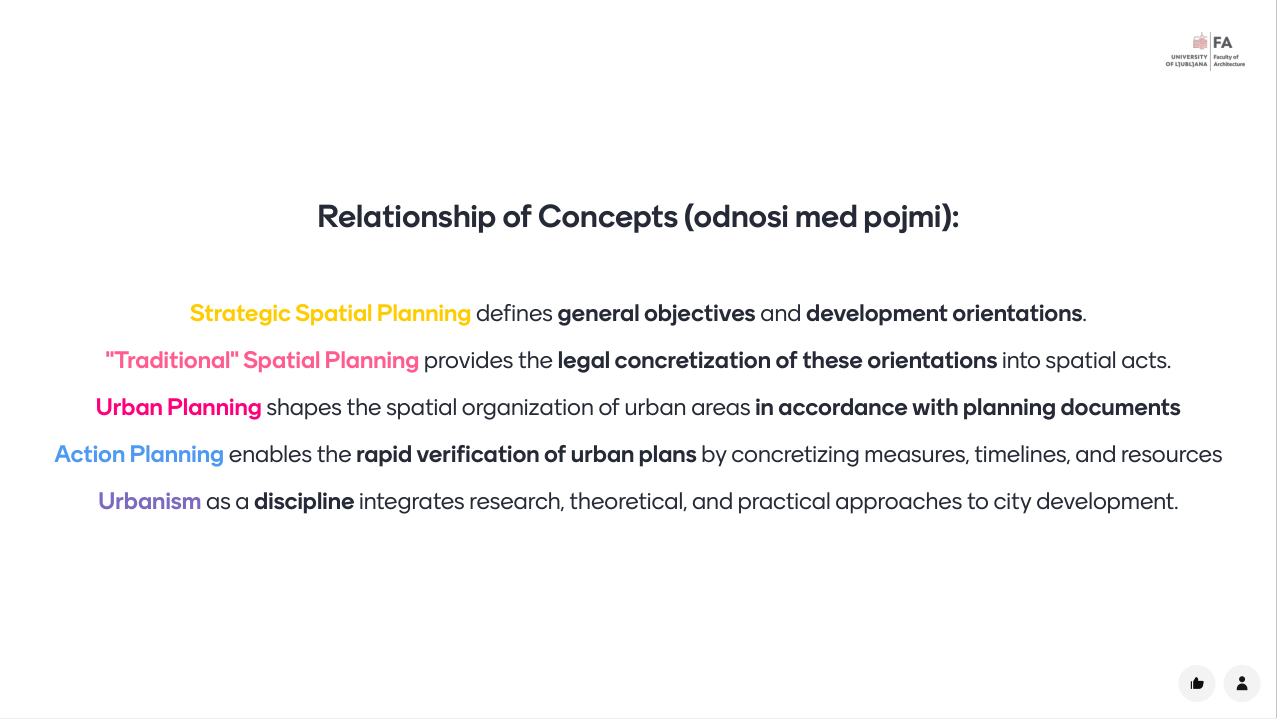 UNIVERSITY
OF LJUBLJANA
FA
Faculty of
Architecture
Relationship of Concepts (odnosi med pojmi):
Strategic Spatial Planning defines general objectives and development orientations.
"Traditional" Spatial Planning provides the legal concretization of these orientations into spatial acts.
Urban Planning shapes the spatial organization of urban areas in accordance with planning documents
Action Planning enables the rapid verification of urban plans by concretizing measures, timelines, and resources
Urbanism as a discipline integrates research, theoretical, and practical approaches to city development.